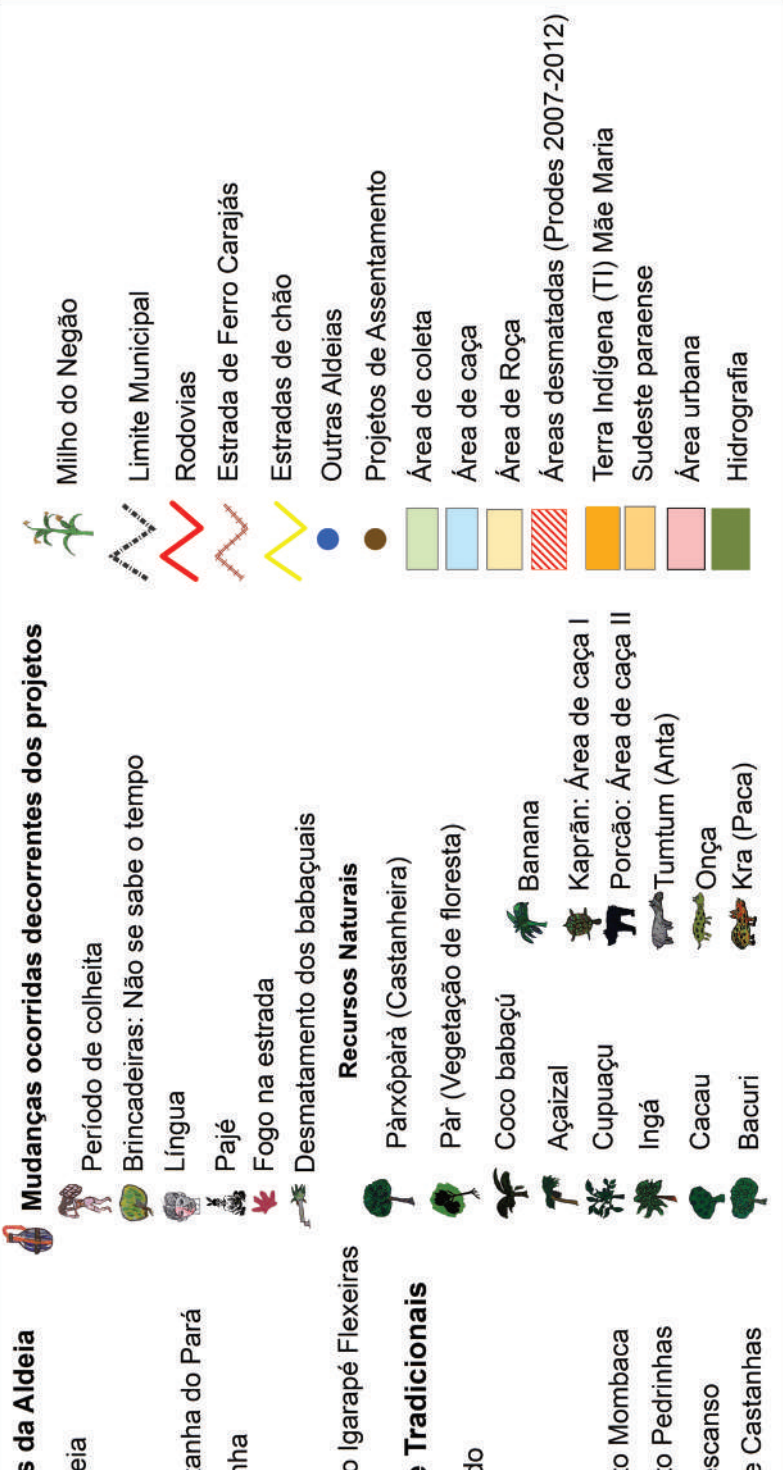 s da Aldeia
eia
tanha do Pará
nha
o Igarapé Flexeiras
e Tradicionais
do
o Mombaca
o Pedrinhas
escanso
e Castanhas
Mudanças ocorridas decorrentes dos projetos
Período de colheita
Brincadeiras: Não se sabe o tempo
Língua
Pajé
Fogo na estrada
Desmatamento dos babaçuais
Recursos Naturais
Pànxôpàrà (Castanheira)
Pàr (Vegetação de floresta)
Coco babaçú
Açaizal
Cupuaçu
Ingá
Cacau
Bacuri
Banana
Kaprãn: Área de caça I
Porcão: Área de caça II
Tumtum (Anta)
Onça
Kra (Paca)
Milho do Negão
Limite Municipal
Rodovias
Estrada de Ferro Carajás
Estradas de chão
Outras Aldeias
Projetos de Assentamento
Área de coleta
Área de caça
Área de Roça
Áreas desmatadas (Prodes 2007-2012)
Terra Indígena (TI) Mãe Maria
Sudeste paraense
Área urbana
Hidrografia